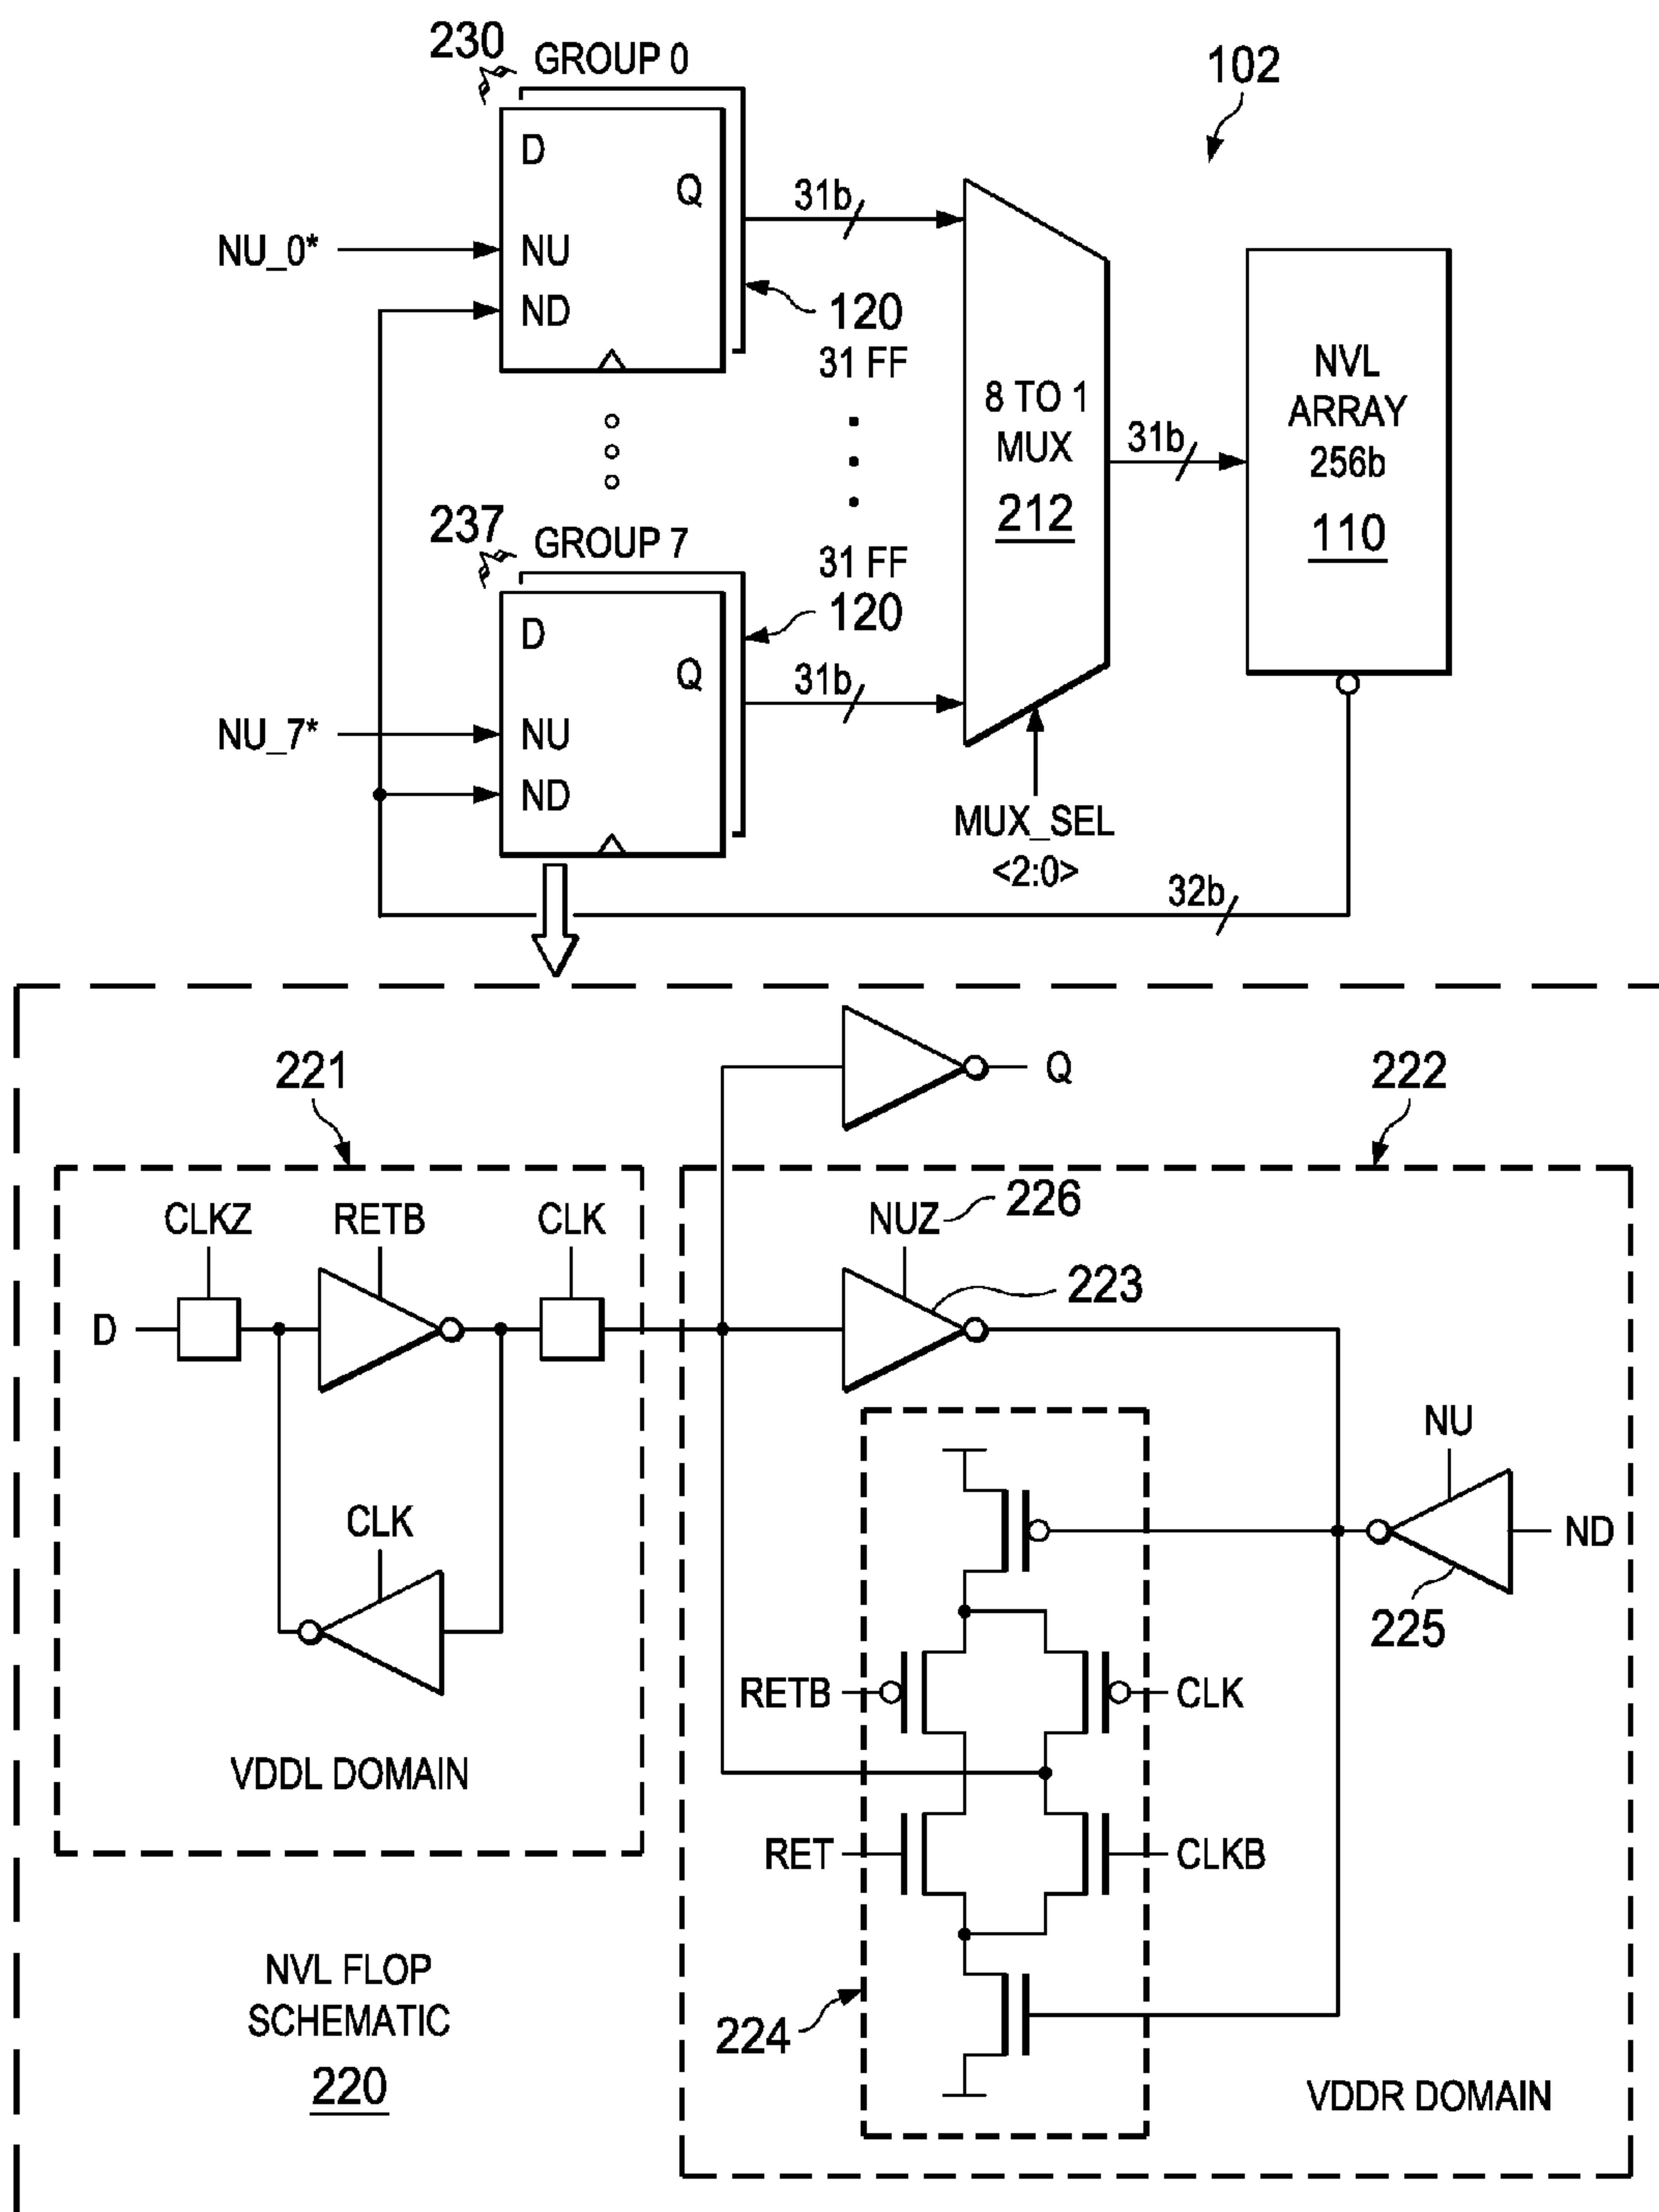 230
GROUP 0
102
D
Q
31b
NU_0*
NU
ND
120
31 FF
8 TO 1
MUX
212
31b
NVL
ARRAY
256b
110
237
GROUP 7
31 FF
120
D
Q
31b
NU_7*
NU
ND
MUX_SEL
<2:0>
32b
221
Q
222
CLKZ
RETB
CLK
NUZ
226
D
223
NU
CLK
ND
225
RETB
CLK
VDDL DOMAIN
RET
CLKB
NVL FLOP
SCHEMATIC
220
224
VDDR DOMAIN